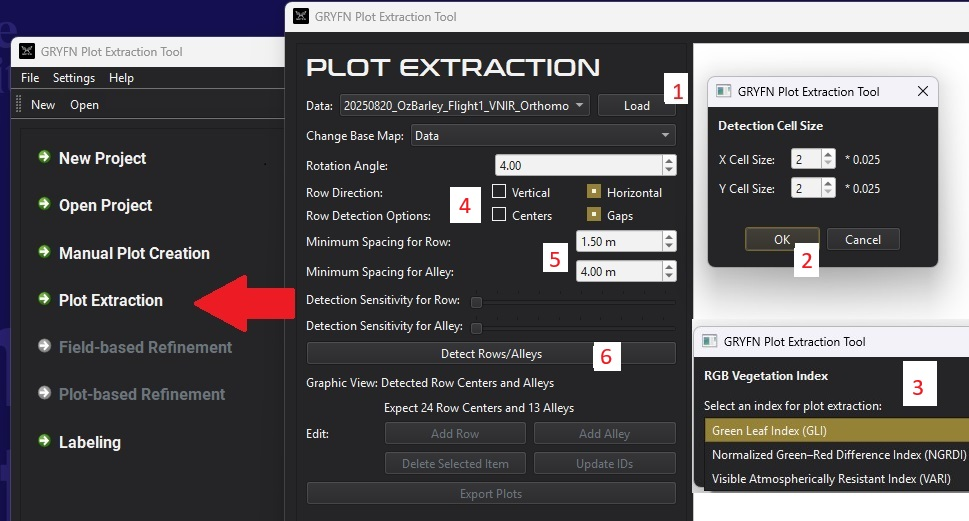 GRYFN Plot Extraction Tool
File Settings Help
New Open
New Project
Open Project
Manual Plot Creation
Plot Extraction
Field-based Refinement
Plot-based Refinement
Labeling
GRYFN Plot Extraction Tool
PLOT EXTRACTION
1
Data: 20250820_OzBarley_Flight1_VNIR_Orthomo Load
Change Base Map: Data
Rotation Angle: 4.00
Row Direction: Vertical Horizontal
4
Row Detection Options: Centers Gaps
Minimum Spacing for Row: 1.50 m
5
Minimum Spacing for Alley: 4.00 m
Detection Sensitivity for Row:
Detection Sensitivity for Alley:
Detect Rows/Alleys 6
Graphic View: Detected Row Centers and Alleys
Expect 24 Row Centers and 13 Alleys
Edit: Add Row Add Alley
Delete Selected Item Update IDs
Export Plots
GRYFN Plot Extraction Tool
Detection Cell Size
X Cell Size: 2 * 0.025
Y Cell Size: 2 * 0.025
OK Cancel
2
GRYFN Plot Extraction Tool
RGB Vegetation Index
3
Select an index for plot extraction:
Green Leaf Index (GLI)
Normalized Green–Red Difference Index (NGRDI)
Visible Atmospherically Resistant Index (VARI)